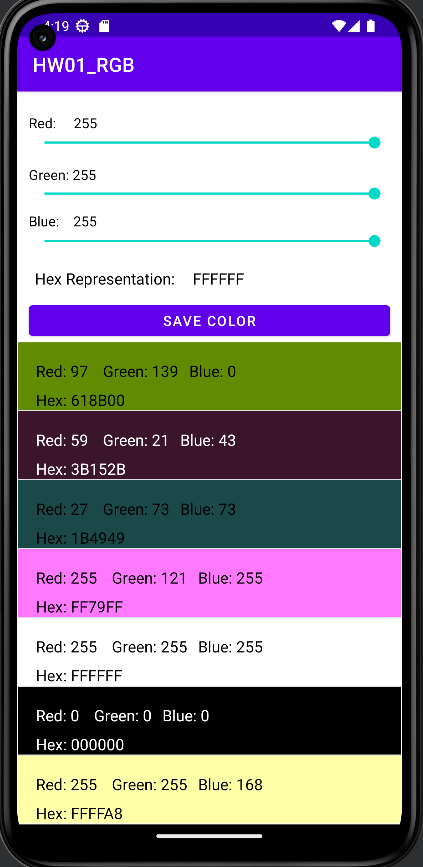 4:19
HW01_RGB
Red: 255
Green: 255
Blue: 255
Hex Representation: FFFFFF
SAVE COLOR
Red: 97 Green: 139 Blue: 0
Hex: 618B00
Red: 59 Green: 21 Blue: 43
Hex: 3B152B
Red: 27 Green: 73 Blue: 73
Hex: 1B4949
Red: 255 Green: 121 Blue: 255
Hex: FF79FF
Red: 255 Green: 255 Blue: 255
Hex: FFFFFF
Red: 0 Green: 0 Blue: 0
Hex: 000000
Red: 255 Green: 255 Blue: 168
Hex: FFFFA8